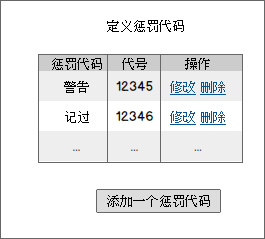 定义惩罚代码
惩罚代码 代号 操作
警告 12345 修改 删除
记过 12346 修改 删除
... ... ...
添加一个惩罚代码